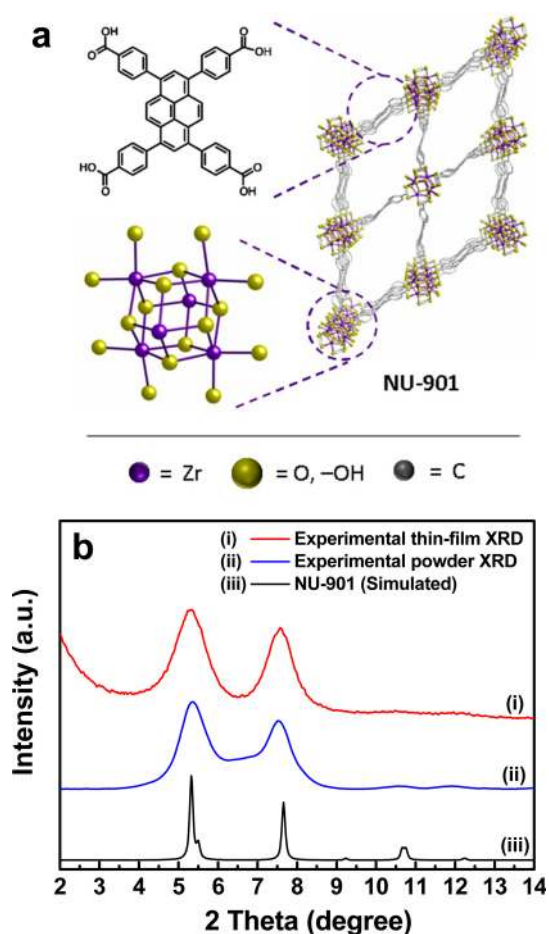 a
O
OH
O
OH
HO
O
HO
O
NU-901
= Zr
= O, –OH
= C
b
(i) Experimental thin-film XRD
(ii) Experimental powder XRD
(iii) NU-901 (Simulated)
Intensity (a.u.)
(i)
(ii)
(iii)
2 3 4 5 6 7 8 9 10 11 12 13 14
2 Theta (degree)